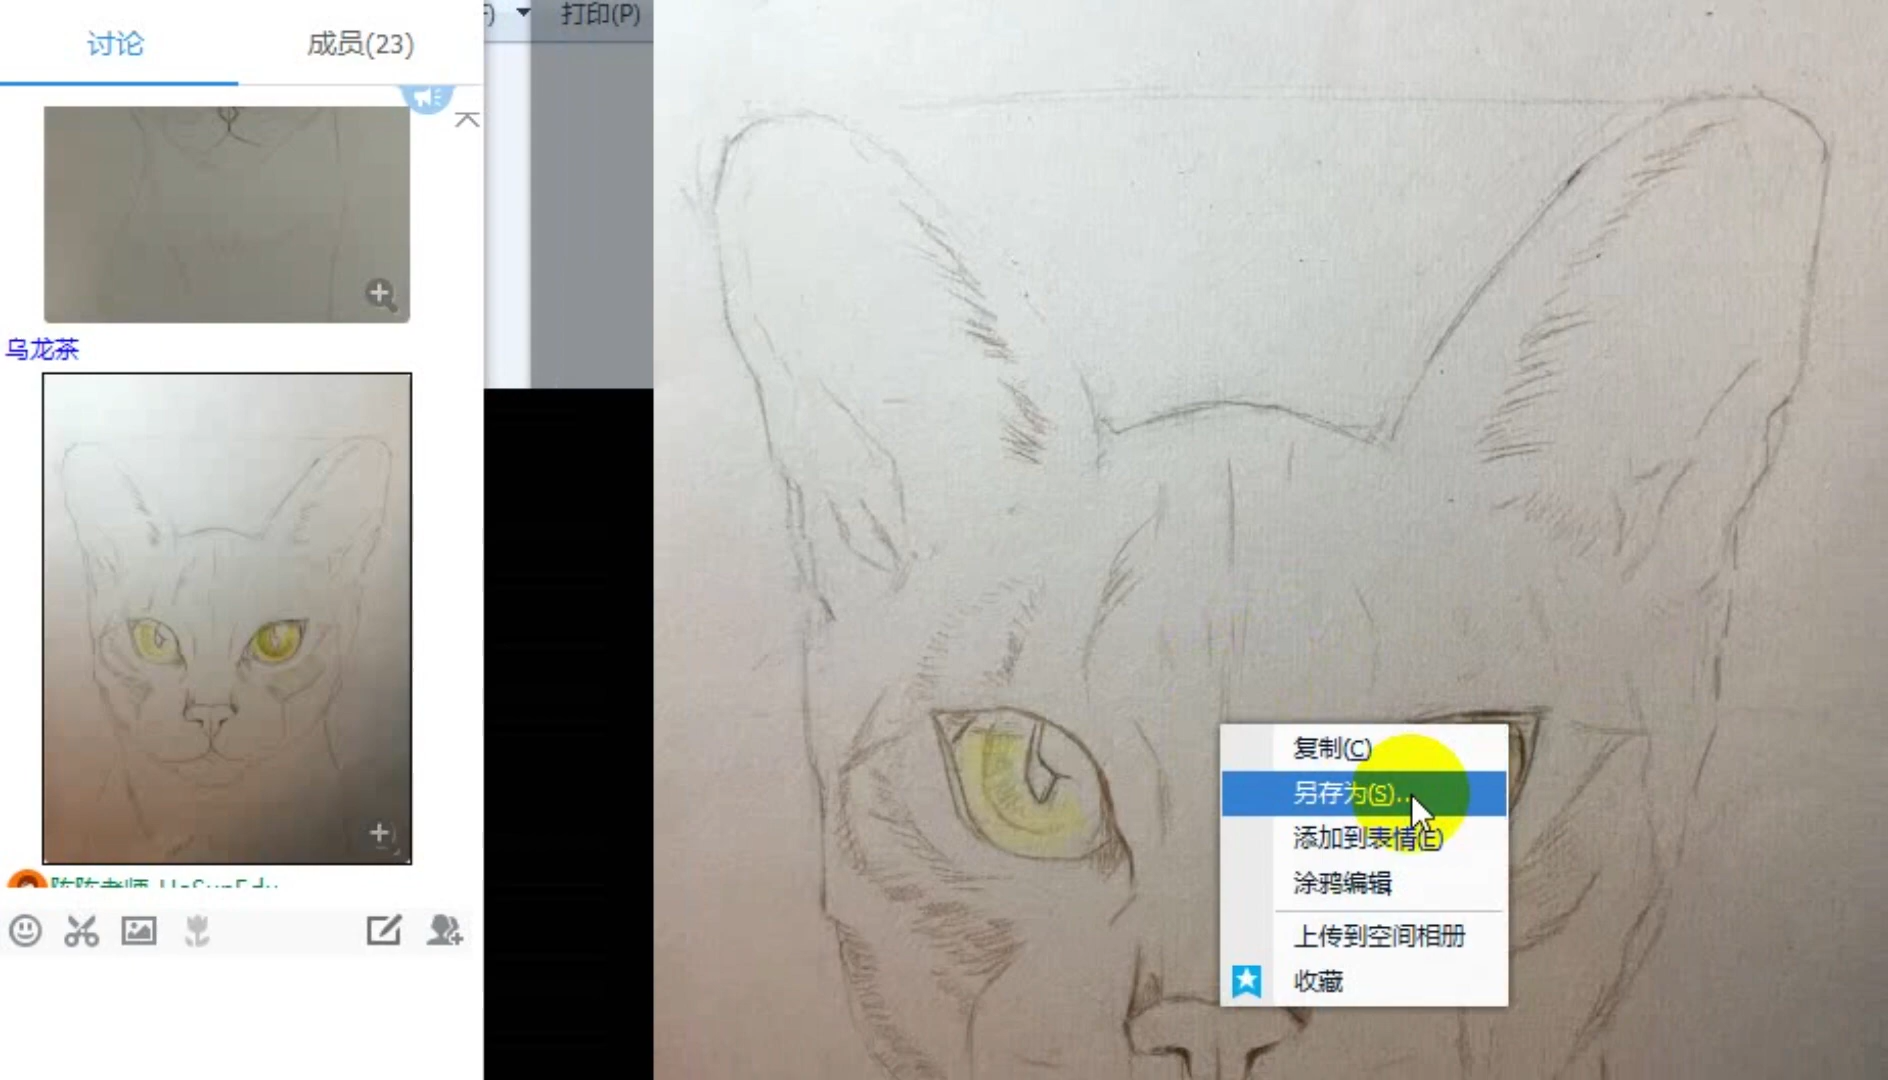 讨论
成员(23)
打印(P)
乌龙茶
复制(C)
另存为(S)...
添加到表情(E)
涂鸦编辑
上传到空间相册
收藏